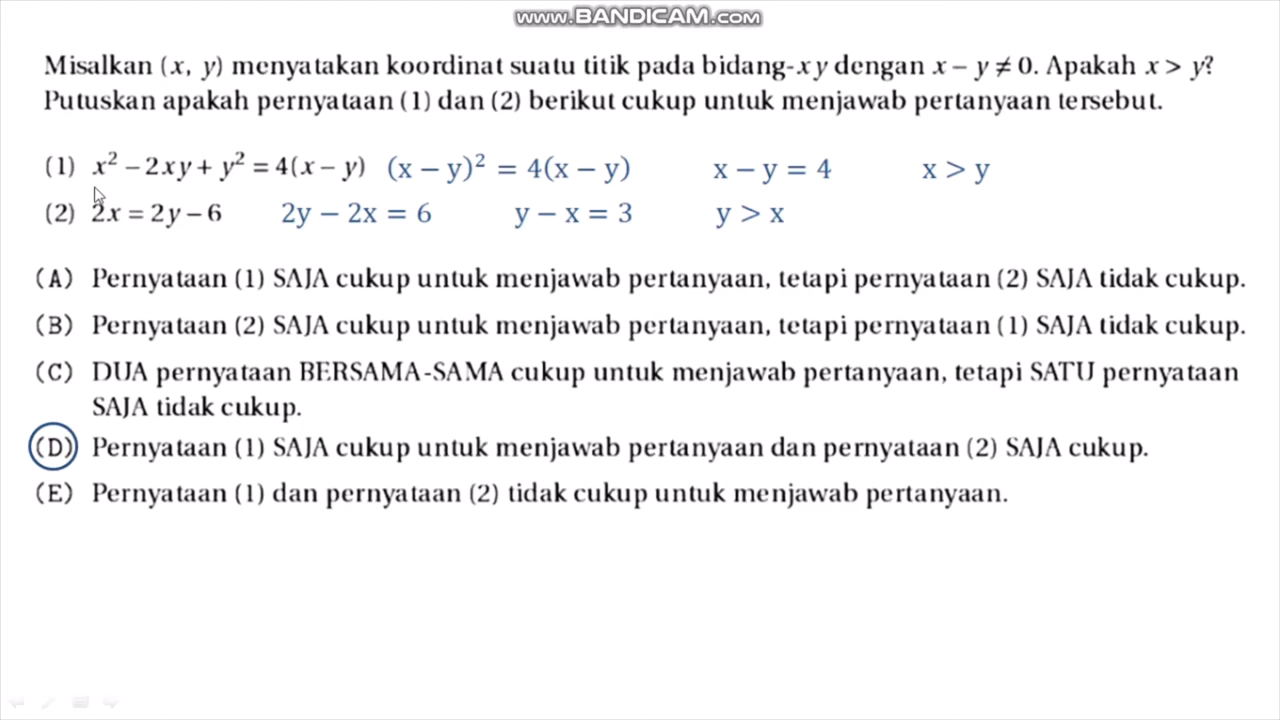 www.BANDICAM.com
Misalkan (x, y) menyatakan koordinat suatu titik pada bidang-xy dengan x – y ≠ 0. Apakah x > y?
Putuskan apakah pernyataan (1) dan (2) berikut cukup untuk menjawab pertanyaan tersebut.
(1) x² – 2xy + y² = 4(x – y) (x – y)² = 4(x – y) x – y = 4 x > y
(2) 2x = 2y – 6 2y – 2x = 6 y – x = 3 y > x
(A) Pernyataan (1) SAJA cukup untuk menjawab pertanyaan, tetapi pernyataan (2) SAJA tidak cukup.
(B) Pernyataan (2) SAJA cukup untuk menjawab pertanyaan, tetapi pernyataan (1) SAJA tidak cukup.
(C) DUA pernyataan BERSAMA-SAMA cukup untuk menjawab pertanyaan, tetapi SATU pernyataan
SAJA tidak cukup.
(D) Pernyataan (1) SAJA cukup untuk menjawab pertanyaan dan pernyataan (2) SAJA cukup.
(E) Pernyataan (1) dan pernyataan (2) tidak cukup untuk menjawab pertanyaan.